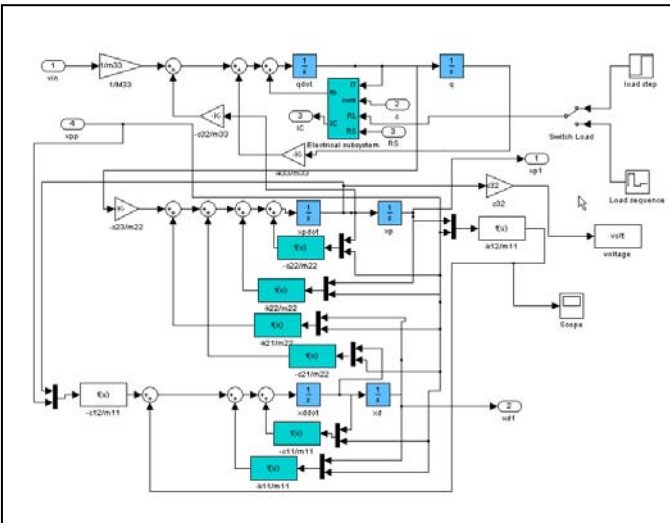 1
vin
1/m33
1/M33
1
s
qdot
1
s
q
IT
cont
RL
RS
Vo
IC
Electrical subsystem
2
c
3
IC
3
RS
load step
Switch Load
Load sequence
4
xpp
-K-
-c32/m33
-K-
-k33/m33
1
xp1
c32
c32
volt
voltage
-K-
-c23/m22
1
s
xpdot
1
s
xp
f(u)
-k12/m11
f(u)
-c22/m22
f(u)
-k22/m22
f(u)
-k21/m22
f(u)
-c21/m22
Scope
f(u)
-c12/m11
1
s
xddot
1
s
xd
2
xd1
f(u)
-c11/m11
f(u)
-k11/m11